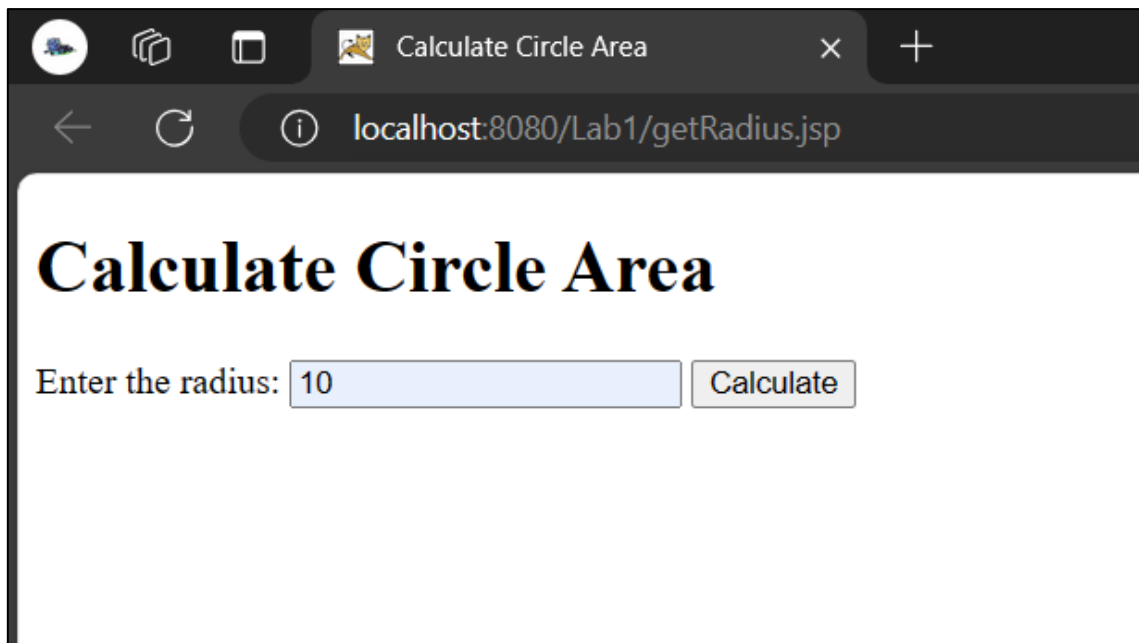 Calculate Circle Area
localhost:8080/Lab1/getRadius.jsp
Calculate Circle Area
Enter the radius: 10 Calculate